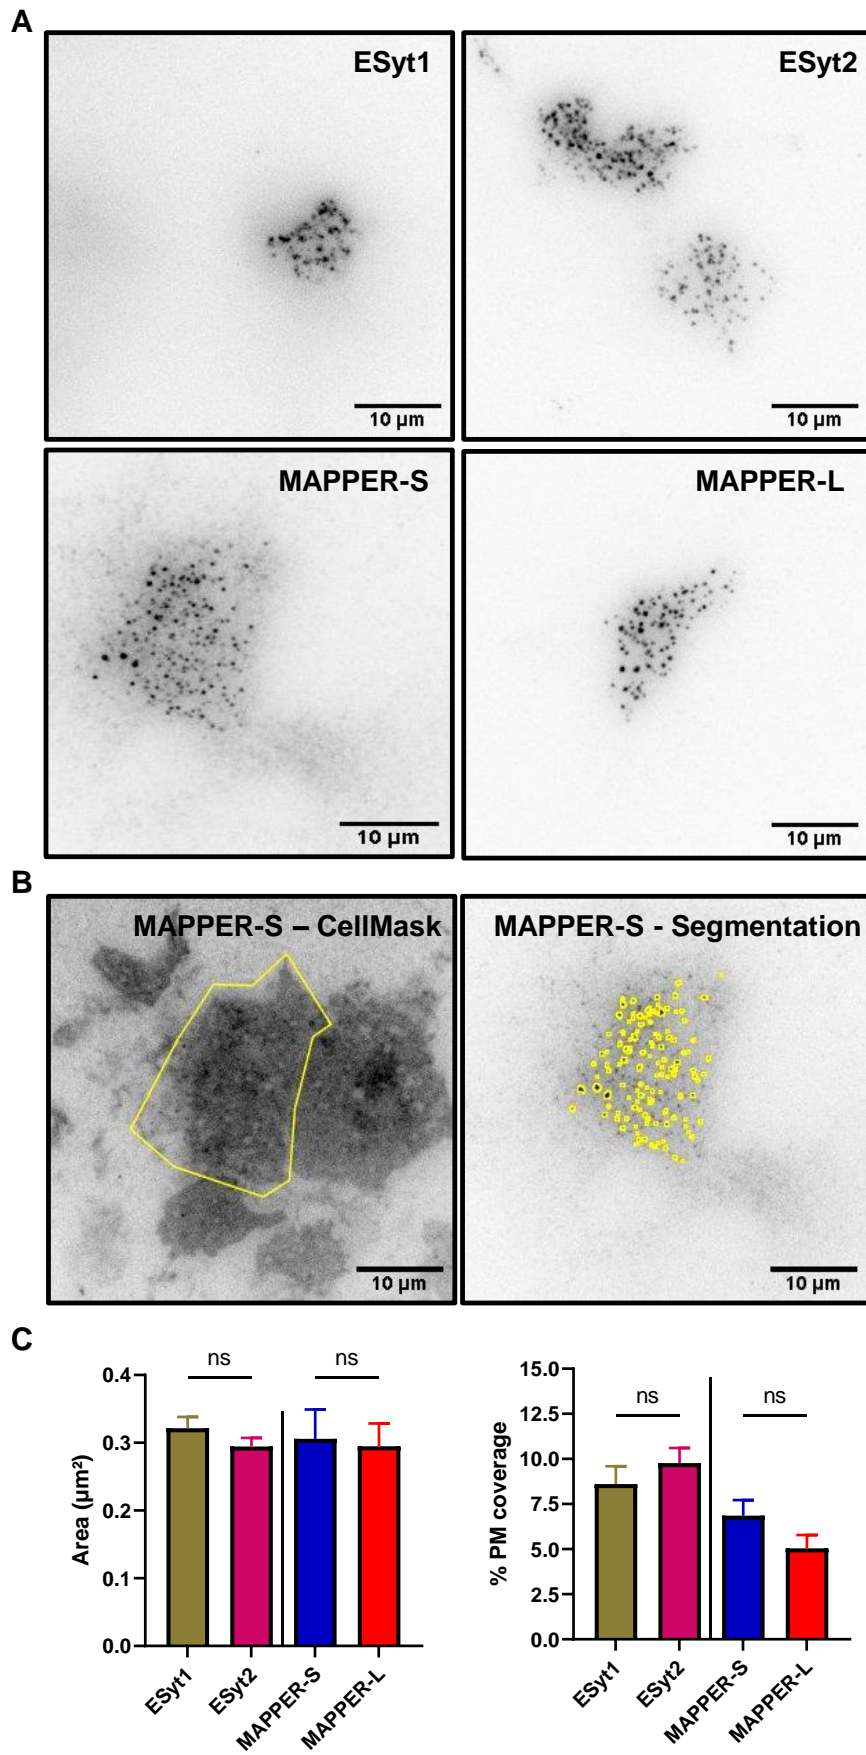 A
ESyt1
ESyt2
10 µm
10 µm
MAPPER-S
MAPPER-L
10 µm
10 µm
B
MAPPER-S – CellMask
MAPPER-S - Segmentation
10 µm
10 µm
C
Area (µm²)
0.4
0.3
0.2
0.1
0.0
ns
ns
ESyt1
ESyt2
MAPPER-S
MAPPER-L
% PM coverage
15.0
12.5
10.0
7.5
5.0
2.5
0.0
ns
ns
ESyt1
ESyt2
MAPPER-S
MAPPER-L